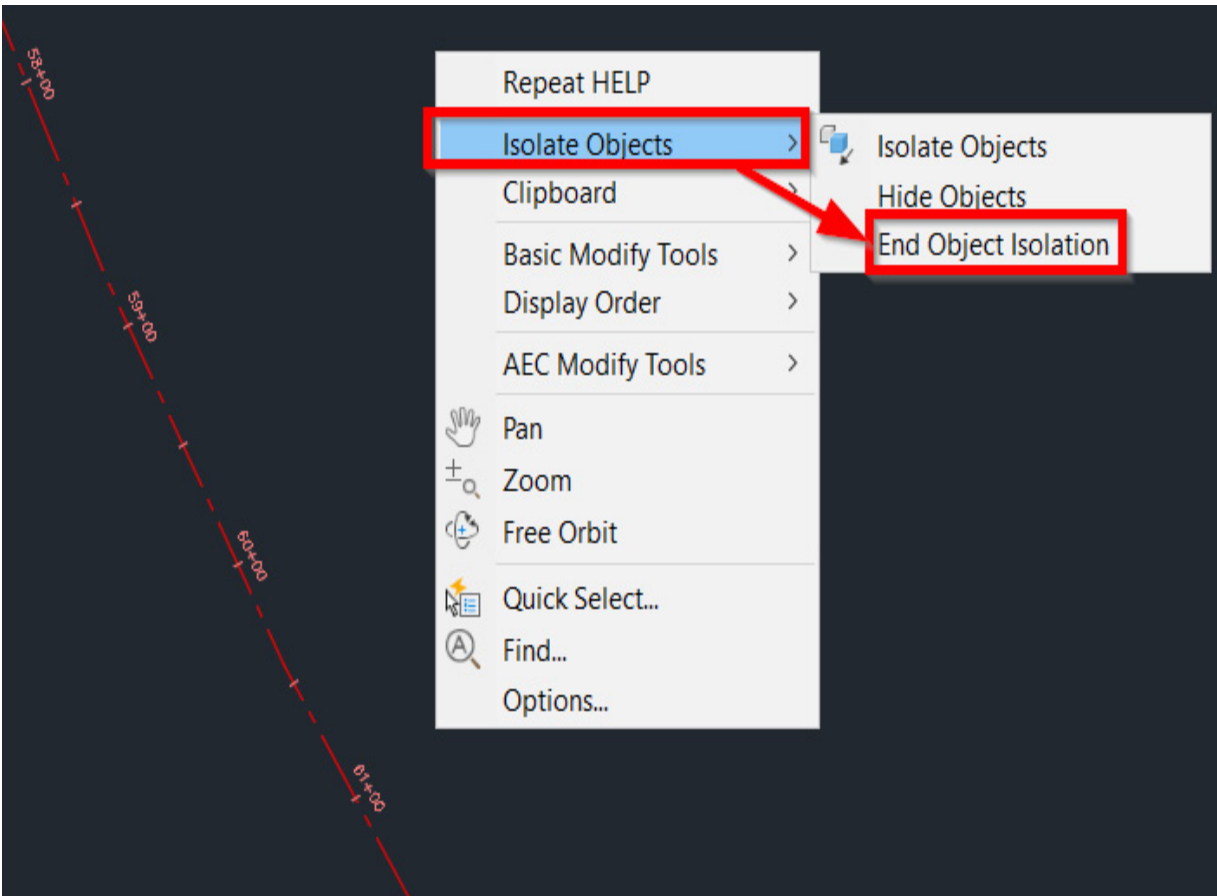 58+00
59+00
60+00
61+00
Repeat HELP
Isolate Objects
Clipboard
Basic Modify Tools
Display Order
AEC Modify Tools
Pan
Zoom
Free Orbit
Quick Select...
Find...
Options...
Isolate Objects
Hide Objects
End Object Isolation